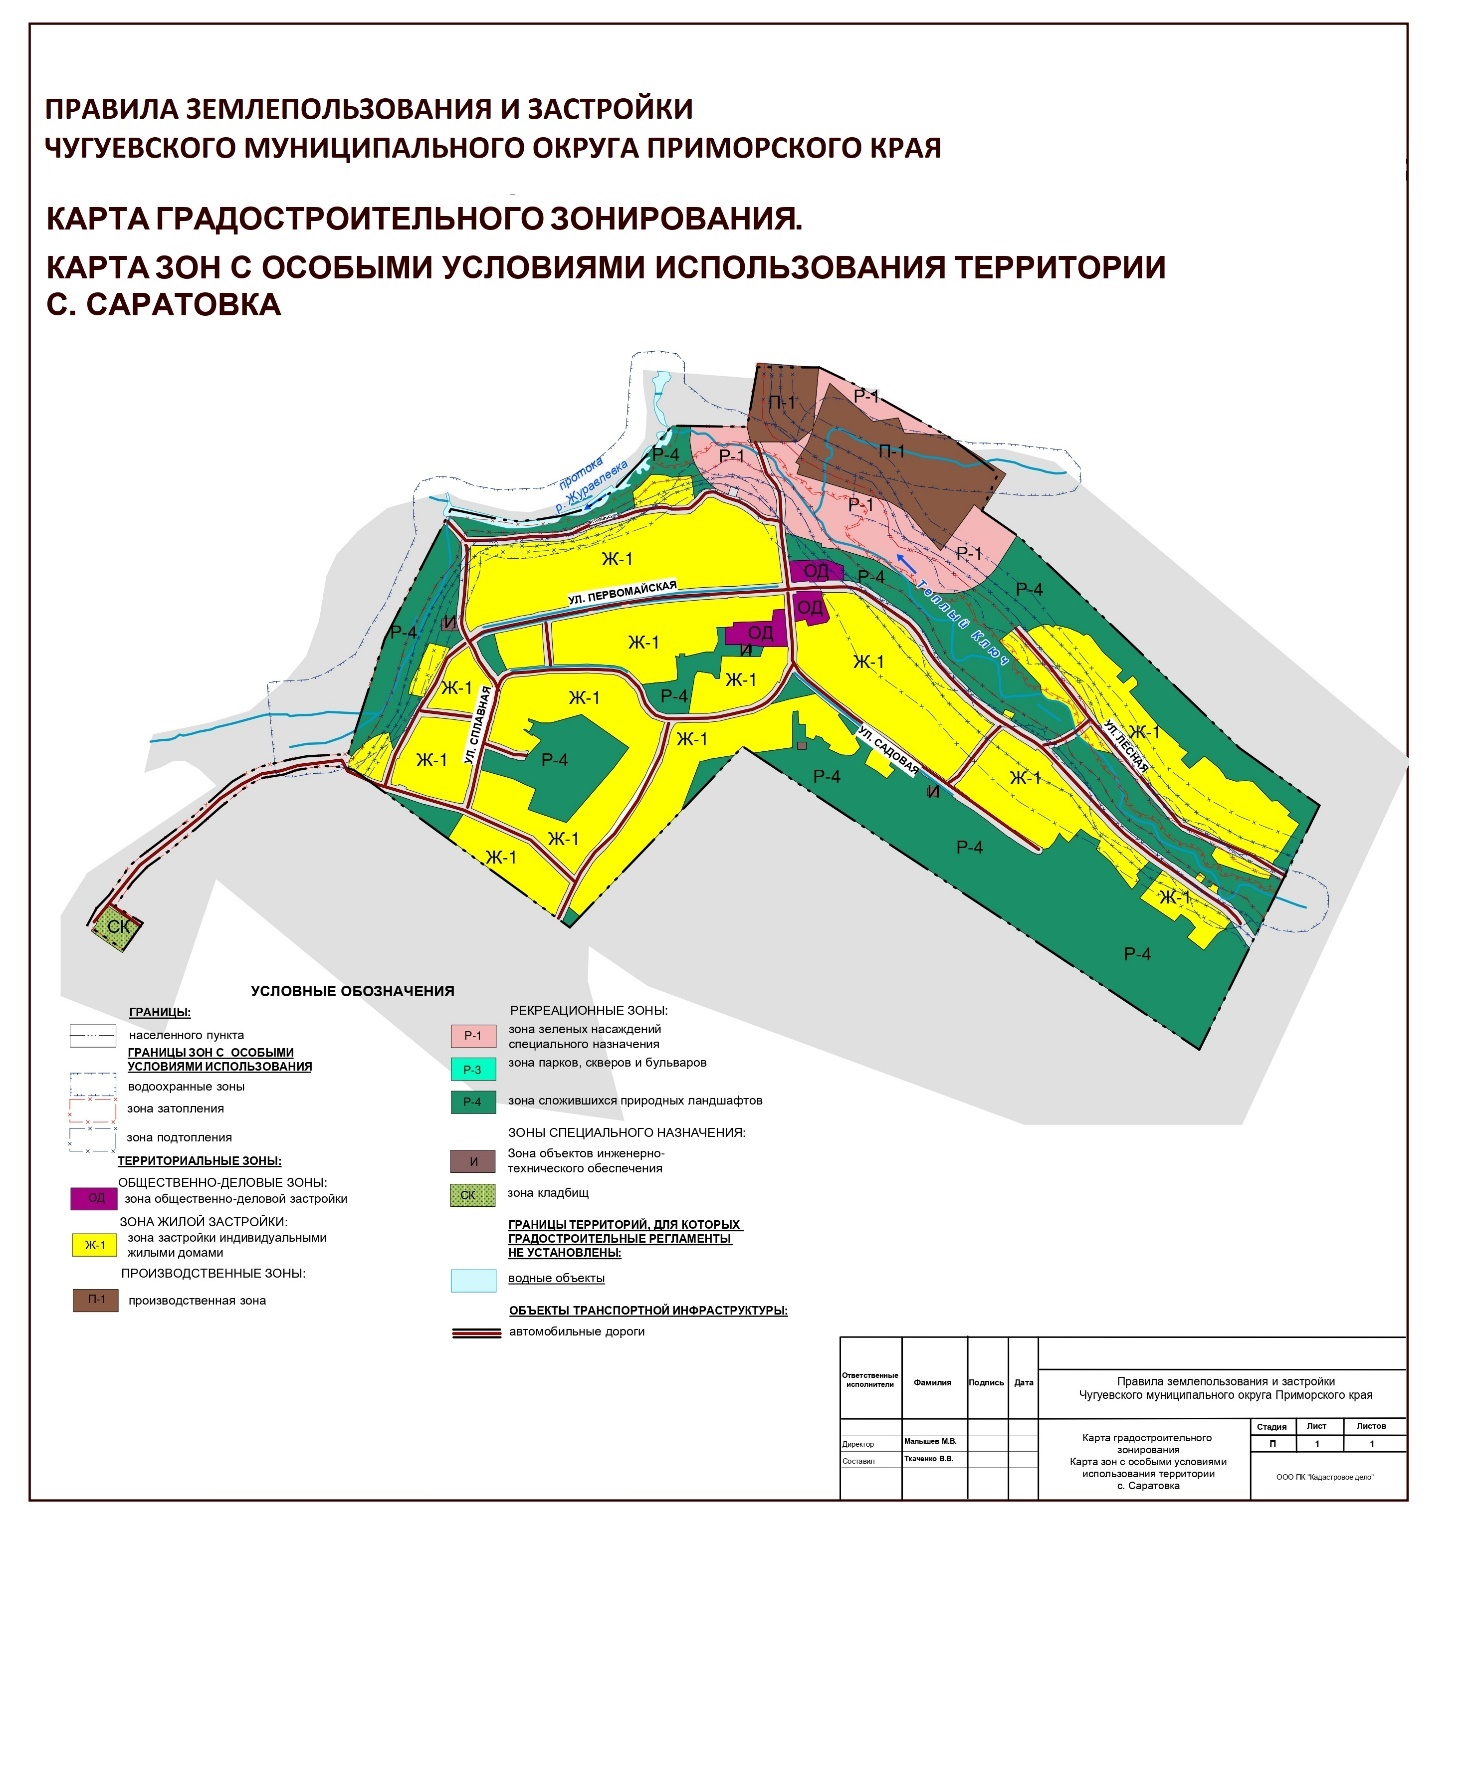 ПРАВИЛА ЗЕМЛЕПОЛЬЗОВАНИЯ И ЗАСТРОЙКИ
ЧУГУЕВСКОГО МУНИЦИПАЛЬНОГО ОКРУГА ПРИМОРСКОГО КРАЯ
КАРТА ГРАДОСТРОИТЕЛЬНОГО ЗОНИРОВАНИЯ.
КАРТА ЗОН С ОСОБЫМИ УСЛОВИЯМИ ИСПОЛЬЗОВАНИЯ ТЕРРИТОРИИ
С. САРАТОВКА
П-1
Р-1
П-1
Р-4
Р-1
протока
р. Журавлевка
Р-1
Р-1
Ж-1
ОД
Р-4
Р-4
УЛ. ПЕРВОМАЙСКАЯ
Теплый Ключ
ОД
И
Р-4
Ж-1
ОД
И
Ж-1
Ж-1
Ж-1
Ж-1
Р-4
УЛ. СПЛАВНАЯ
Ж-1
УЛ. САДОВАЯ
УЛ. ЛЕСНАЯ
Ж-1
Ж-1
Р-4
Р-4
Ж-1
И
Ж-1
Ж-1
Р-4
Ж-1
СК
Р-4
УСЛОВНЫЕ ОБОЗНАЧЕНИЯ
ГРАНИЦЫ:
населенного пункта
ГРАНИЦЫ ЗОН С ОСОБЫМИ
УСЛОВИЯМИ ИСПОЛЬЗОВАНИЯ
водоохранные зоны
зона затопления
зона подтопления
ТЕРРИТОРИАЛЬНЫЕ ЗОНЫ:
ОБЩЕСТВЕННО-ДЕЛОВЫЕ ЗОНЫ:
ОД зона общественно-деловой застройки
ЗОНА ЖИЛОЙ ЗАСТРОЙКИ:
Ж-1 зона застройки индивидуальными
жилыми домами
ПРОИЗВОДСТВЕННЫЕ ЗОНЫ:
П-1 производственная зона
РЕКРЕАЦИОННЫЕ ЗОНЫ:
Р-1 зона зеленых насаждений
специального назначения
Р-3 зона парков, скверов и бульваров
Р-4 зона сложившихся природных ландшафтов
ЗОНЫ СПЕЦИАЛЬНОГО НАЗНАЧЕНИЯ:
И Зона объектов инженерно-
технического обеспечения
СК зона кладбищ
ГРАНИЦЫ ТЕРРИТОРИЙ, ДЛЯ КОТОРЫХ
ГРАДОСТРОИТЕЛЬНЫЕ РЕГЛАМЕНТЫ
НЕ УСТАНОВЛЕНЫ:
водные объекты
ОБЪЕКТЫ ТРАНСПОРТНОЙ ИНФРАСТРУКТУРЫ:
автомобильные дороги
Ответственные
исполнители
Фамилия
Подпись
Дата
Правила землепользования и застройки
Чугуевского муниципального округа Приморского края
Директор Малышев М.В.
Составил Ткаченко В.В.
Карта градостроительного
зонирования
Карта зон с особыми условиями
использования территории
с. Саратовка
Стадия Лист Листов
П 1 1
ООО ПК "Кадастровое дело"